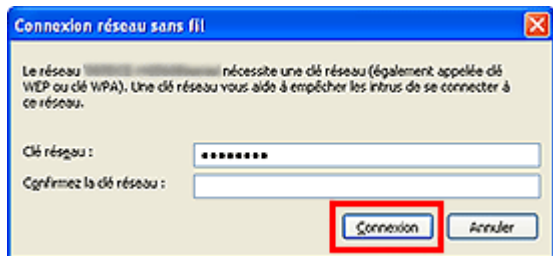 Connexion réseau sans fil
Le réseau nécessite une clé réseau (également appelée clé
WEP ou clé WPA). Une clé réseau vous aide à empêcher les intrus de se connecter à
ce réseau.
Clé réseau :
••••••••
Confirmez la clé réseau :
Connexion
Annuler